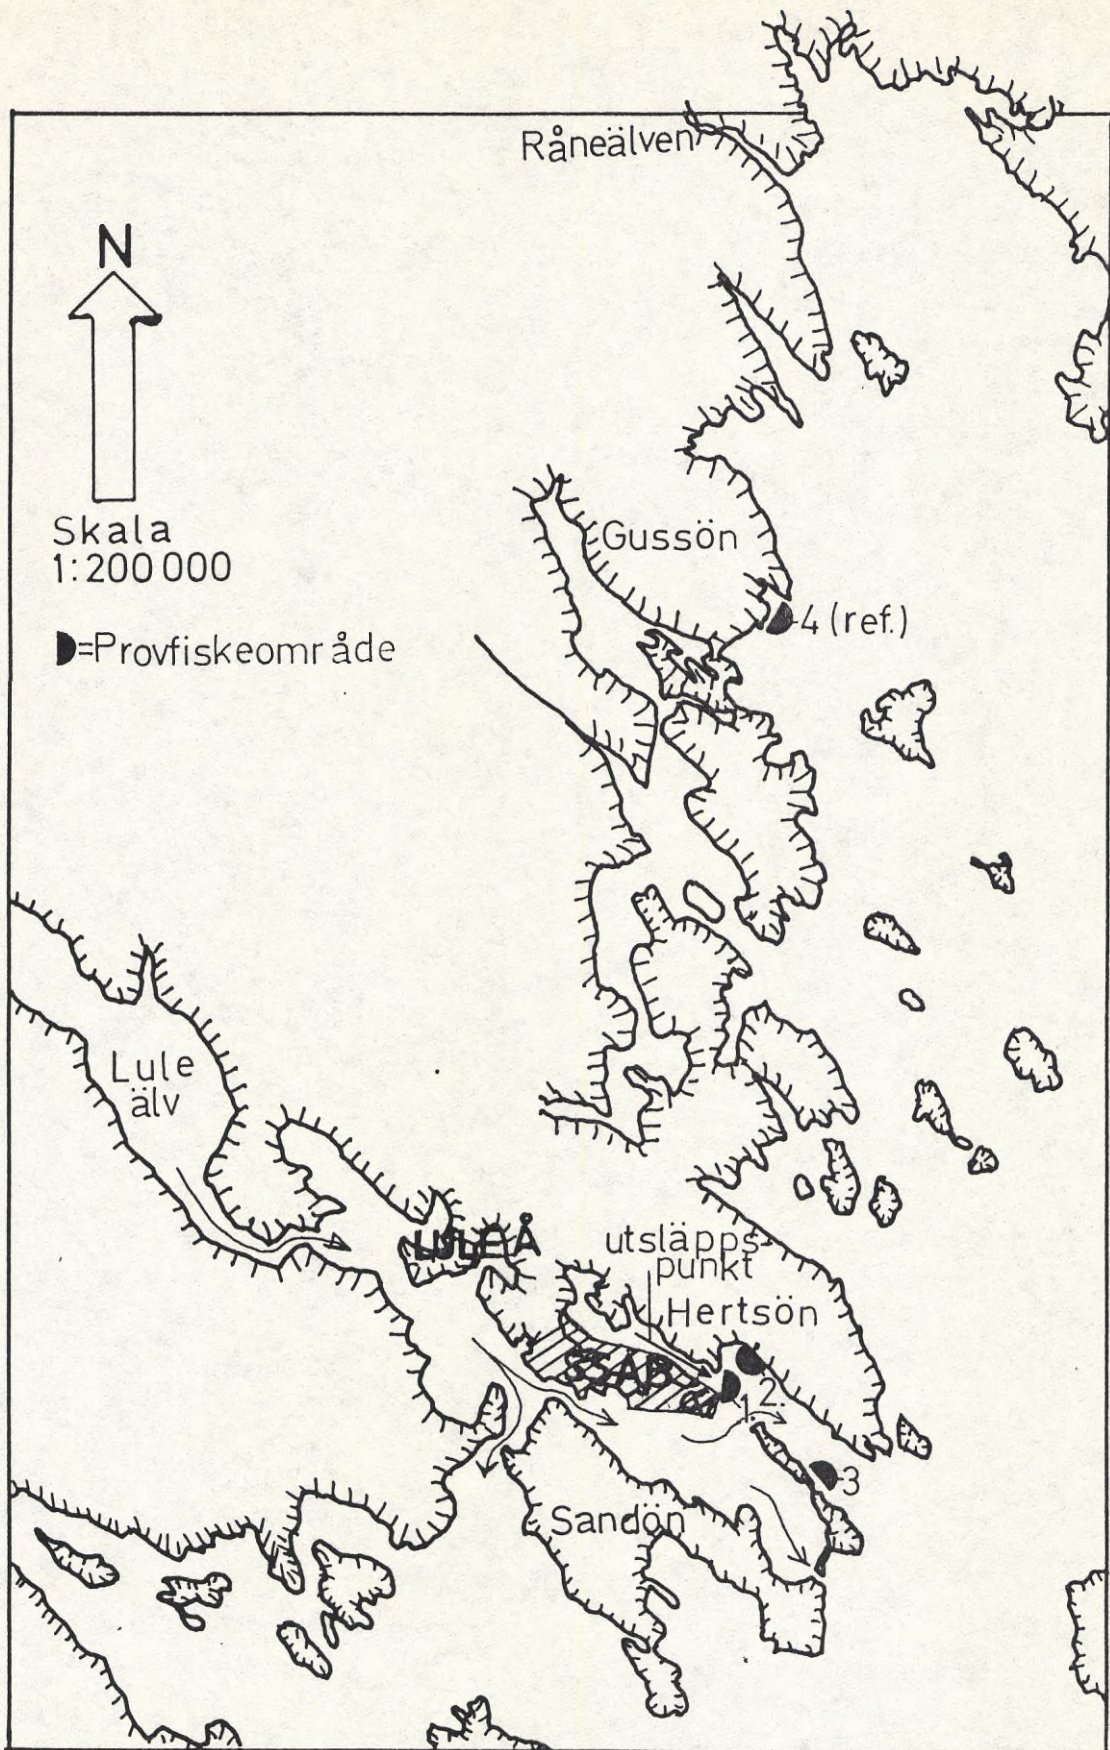 Råneälven
N
Skala
1:200 000
Gussön
4 (ref.)
◗=Provfiskeområde
Lule
älv
LULEÅ
utsläpps-
punkt
Hertsön
SSAB
2.
1.
3
Sandön